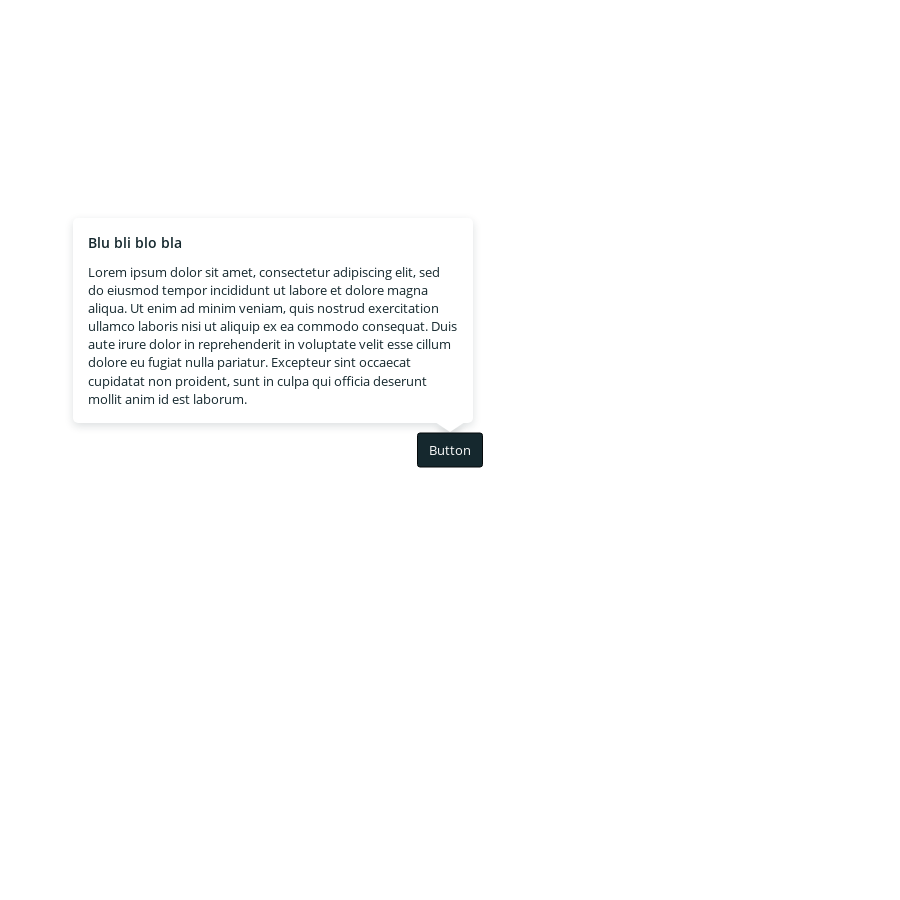 Blu bli blo bla
Lorem ipsum dolor sit amet, consectetur adipiscing elit, sed
do eiusmod tempor incididunt ut labore et dolore magna
aliqua. Ut enim ad minim veniam, quis nostrud exercitation
ullamco laboris nisi ut aliquip ex ea commodo consequat. Duis
aute irure dolor in reprehenderit in voluptate velit esse cillum
dolore eu fugiat nulla pariatur. Excepteur sint occaecat
cupidatat non proident, sunt in culpa qui officia deserunt
mollit anim id est laborum.
Button